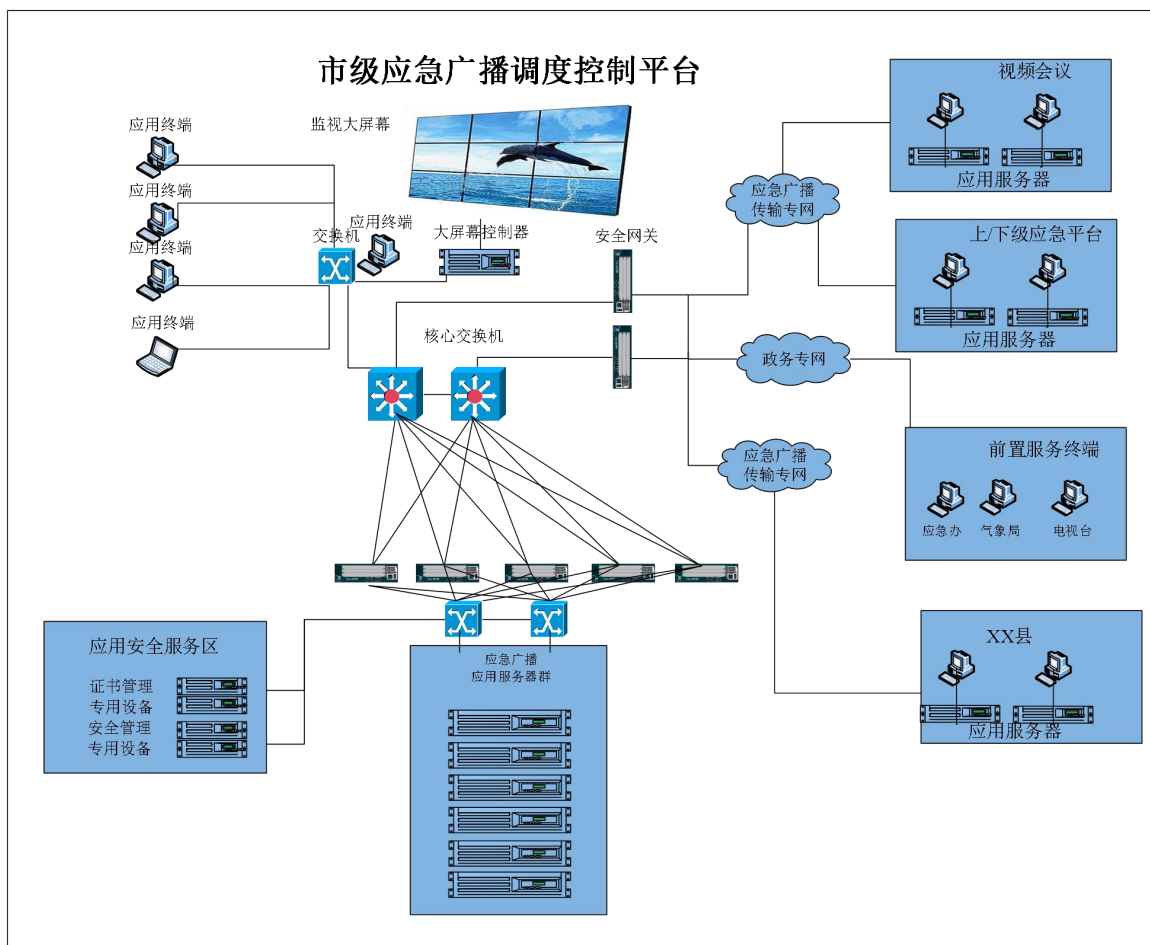 市级应急广播调度控制平台
监视大屏幕
应用终端
应用终端
应用终端
应用终端
交换机
应用终端
大屏幕控制器
安全网关
核心交换机
应急广播
传输专网
政务专网
应急广播
传输专网
视频会议
应用服务器
上/下级应急平台
应用服务器
前置服务终端
应急办
气象局
电视台
XX县
应用服务器
应用安全服务区
证书管理
专用设备
安全管理
专用设备
应急广播
应用服务器群